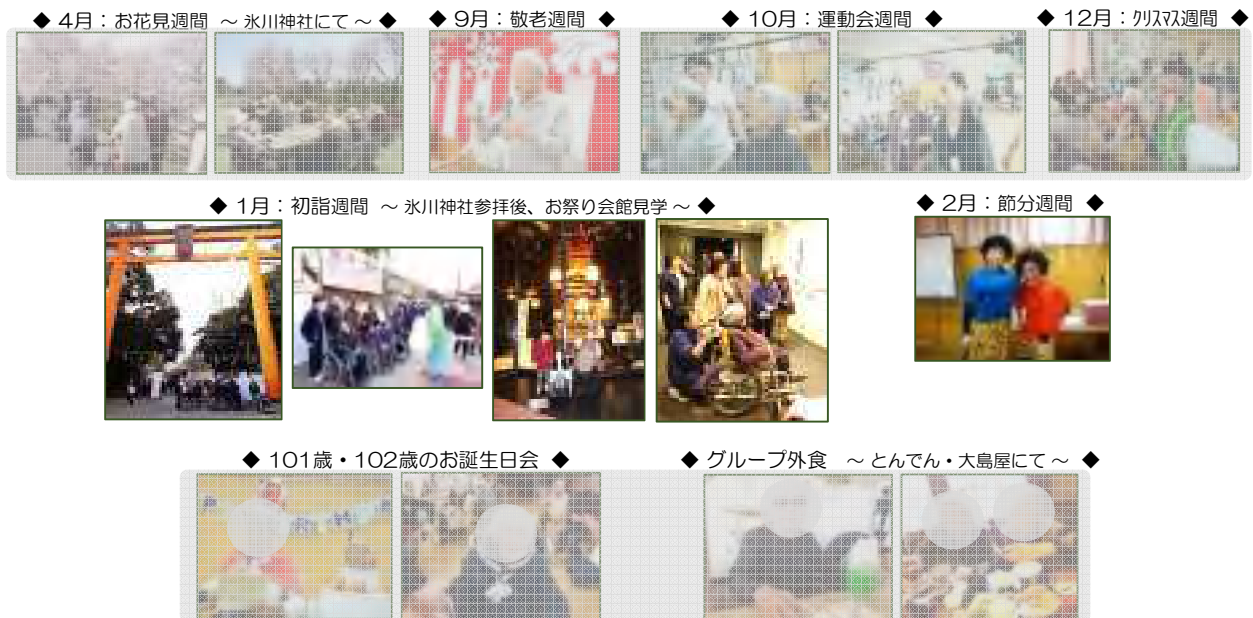 ◆ 4月：お花見週間 ～ 氷川神社にて ～ ◆
◆ 9月：敬老週間 ◆
◆ 10月：運動会週間 ◆
◆ 12月：ｸﾘｽﾏｽ週間 ◆
◆ 1月：初詣週間 ～ 氷川神社参拝後、お祭り会館見学 ～ ◆
◆ 2月：節分週間 ◆
◆ 101歳・102歳のお誕生日会 ◆
◆ グループ外食 ～ とんでん・大島屋にて ～ ◆